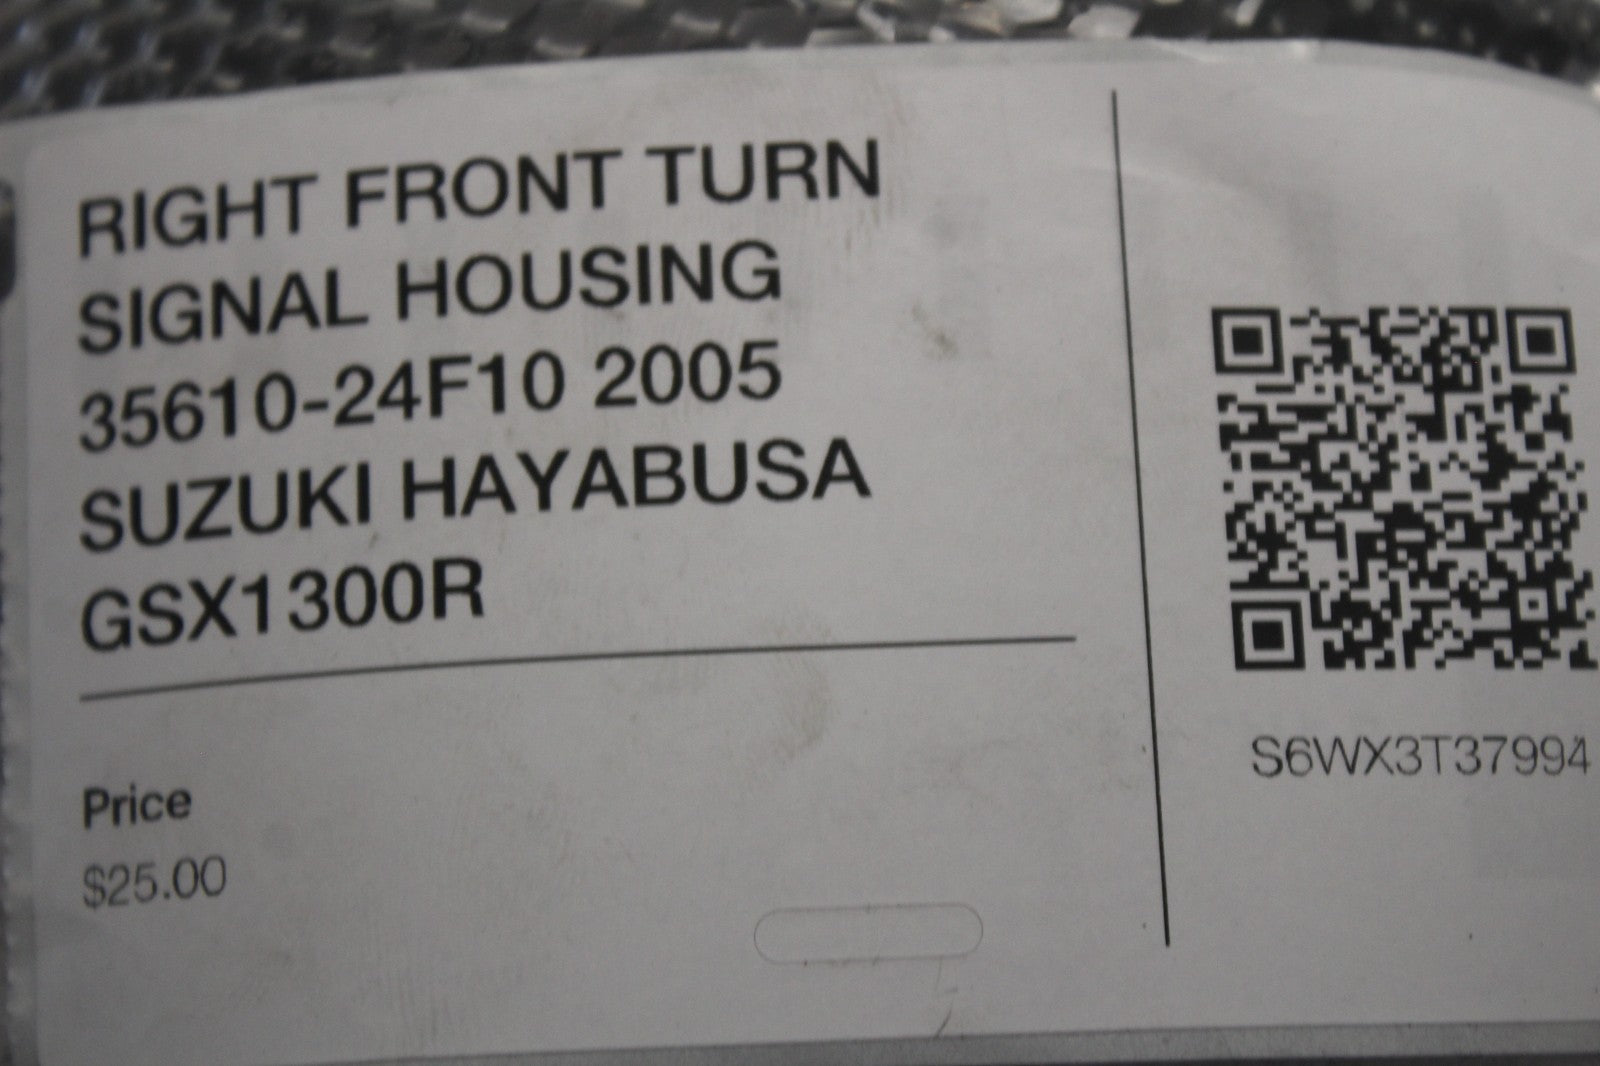 RIGHT FRONT TURN
SIGNAL HOUSING
35610-24F10 2005
SUZUKI HAYABUSA
GSX1300R
Price
$25.00
S6WX3T37994